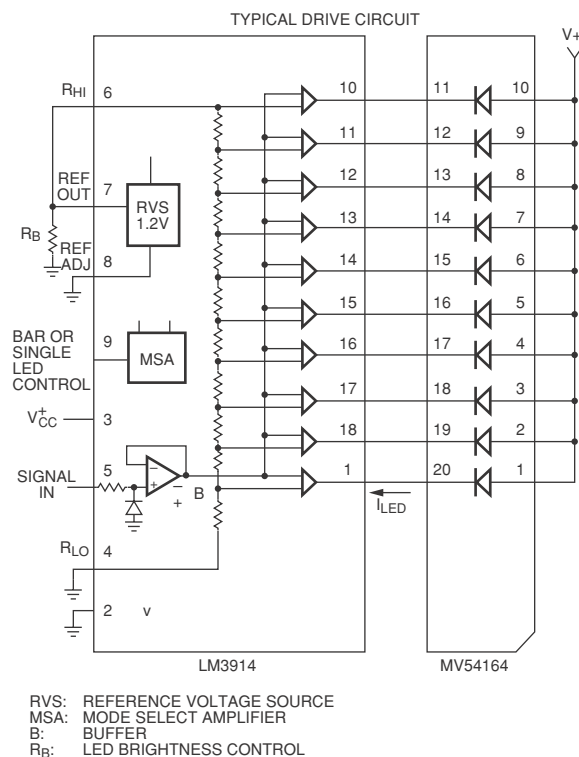 TYPICAL DRIVE CIRCUIT
V+
RHI 6
10 11 10
11 12 9
REF OUT 7
RVS 1.2V
12 13 8
RB
REF ADJ 8
13 14 7
14 15 6
BAR OR SINGLE LED CONTROL
9
MSA
15 16 5
16 17 4
V+CC 3
17 18 3
18 19 2
SIGNAL IN 5
−
+
−
+
B
1 20 1
ILED
RLO 4
2 v
LM3914 MV54164
RVS: REFERENCE VOLTAGE SOURCE
MSA: MODE SELECT AMPLIFIER
B: BUFFER
RB: LED BRIGHTNESS CONTROL